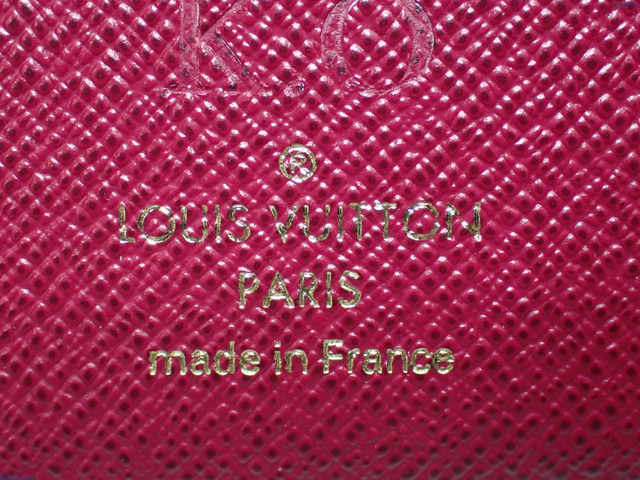 K.O
®
LOUIS VUITTON
PARIS
made in France